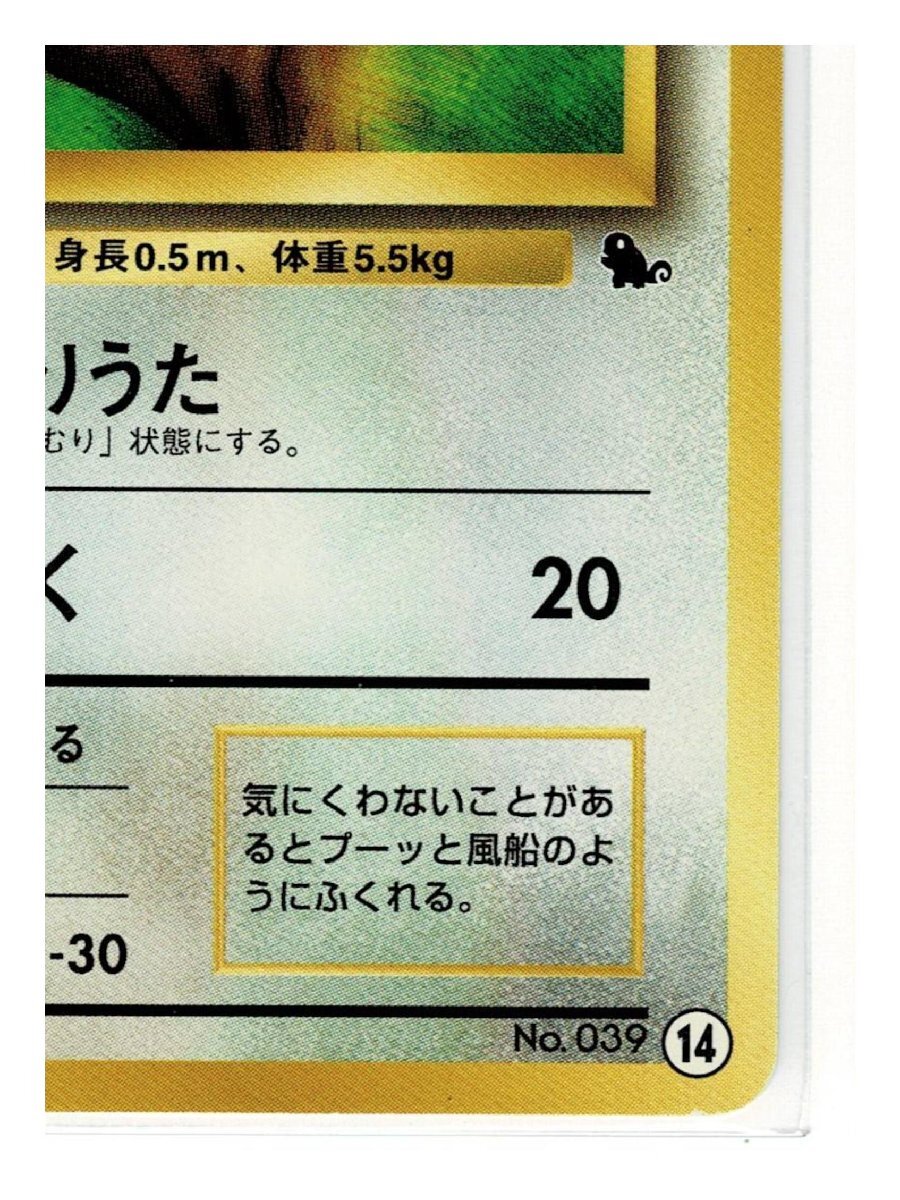 身長0.5m、体重5.5kg
りうた
むり」状態にする。
く 20
る
気にくわないことがあ
るとプーッと風船のよ
うにふくれる。
-30
No.039 14